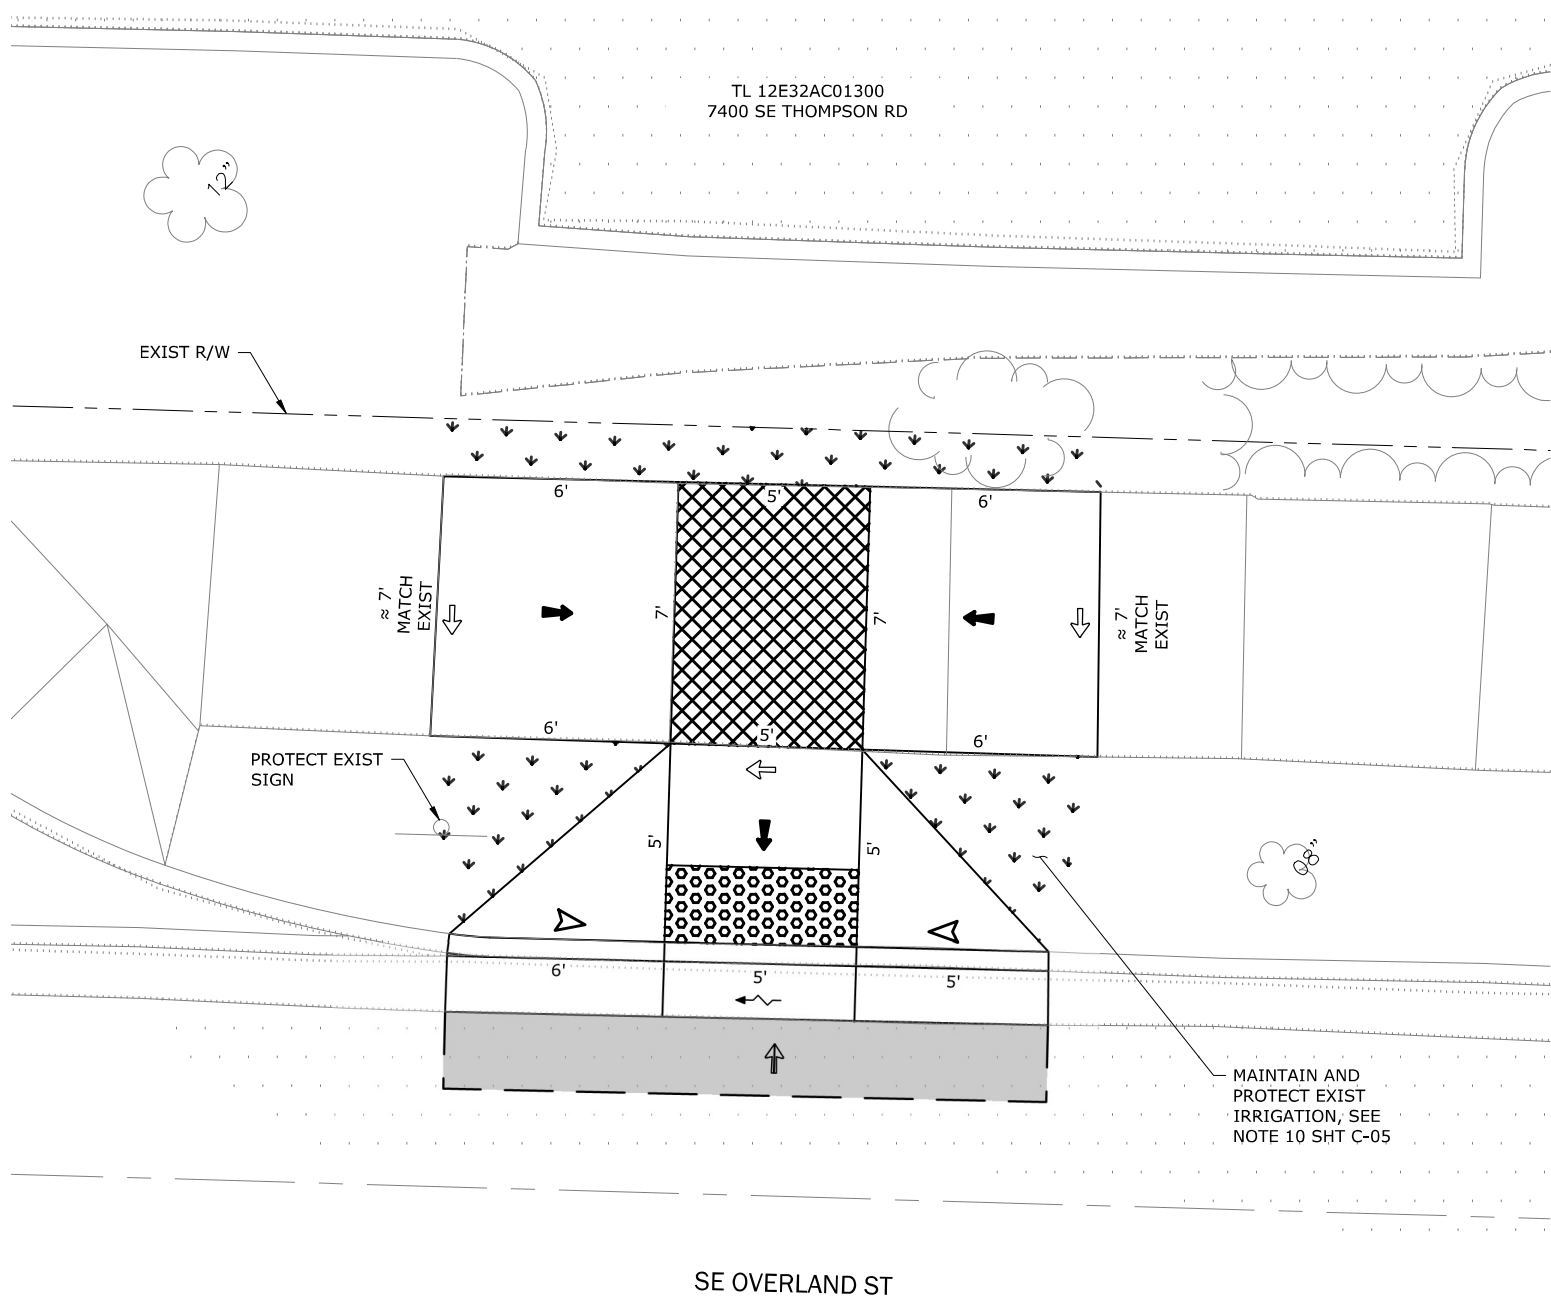 TL 12E32AC01300
7400 SE THOMPSON RD
12”
EXIST R/W
6'
5'
6'
≈ 7'
MATCH
EXIST
7'
7'
≈ 7'
MATCH
EXIST
6'
5'
6'
PROTECT EXIST
SIGN
5'
5'
08”
6'
5'
5'
MAINTAIN AND
PROTECT EXIST
IRRIGATION, SEE
NOTE 10 SHT C-05
SE OVERLAND ST